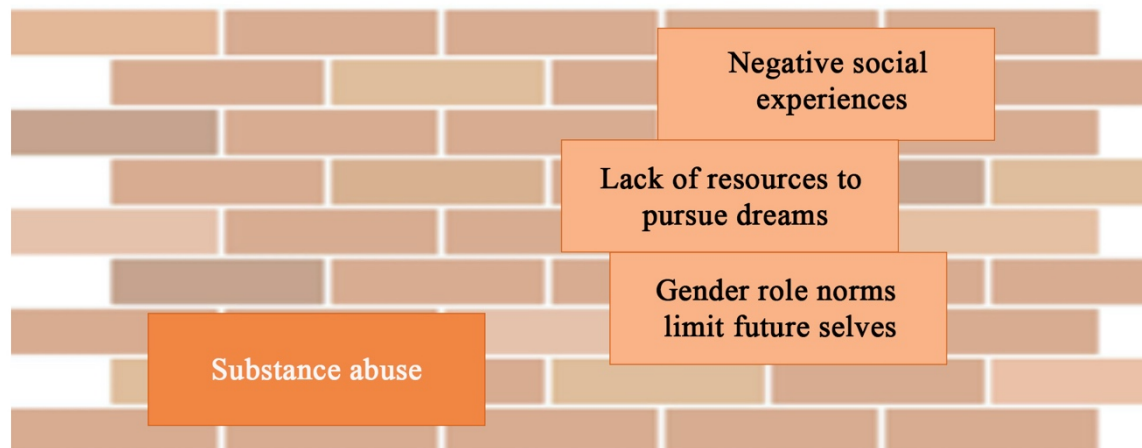 Negative social
experiences
Lack of resources to
pursue dreams
Gender role norms
limit future selves
Substance abuse